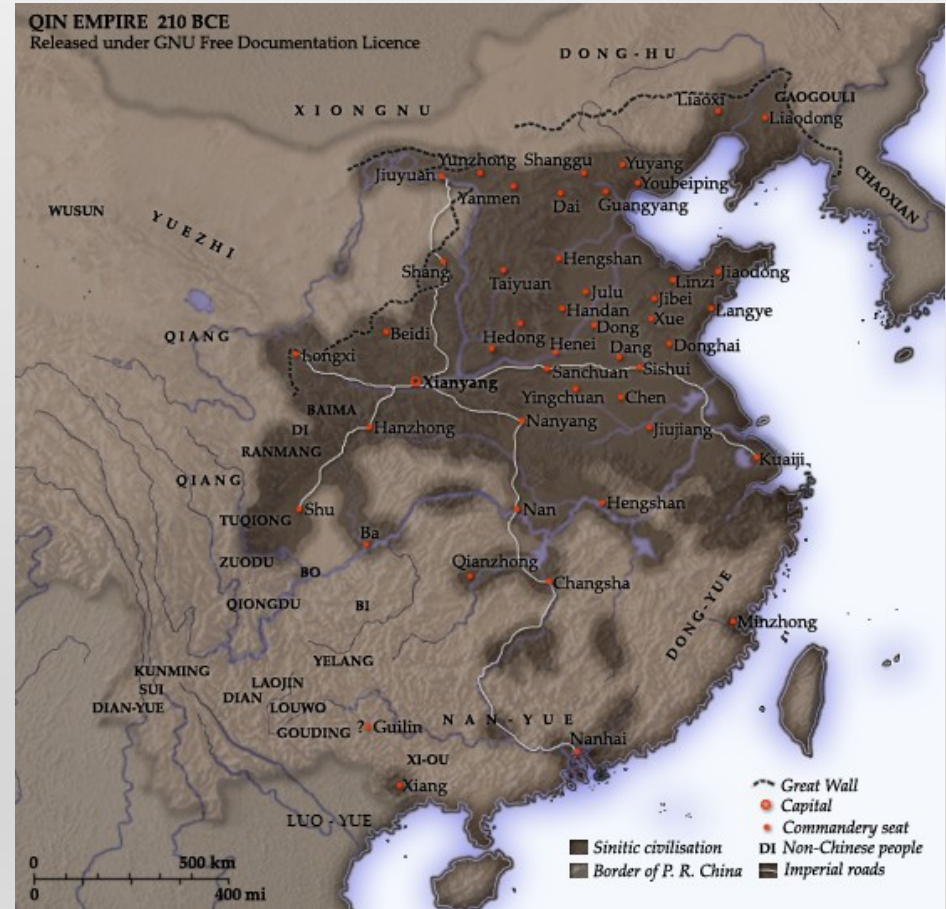 QIN EMPIRE 210 BCE
Released under GNU Free Documentation Licence
DONG-HU
XIONGNU
Liaoxi
GAOGOULI
Liaodong
Yunzhong
Shanggu
Yuyang
Jiuyuan
Youbeiping
Yanmen
Dai
Guangyang
CHAOXIAN
WUSUN
YUEZHI
Shang
Hengshan
Taiyuan
Linzi
Jiaodong
Julu
Jibei
Handan
Langye
Xue
QIANG
Beidi
Hedong
Dong
Henei
Dang
Donghai
Longxi
Xianyang
Sanchuan
Sishui
BAIMA
Yingchuan
Chen
DI
Hanzhong
Nanyang
Jiujiang
RANMANG
Kuaiji
QIANG
Shu
Nan
Hengshan
TUQIONG
Ba
ZUODU
BO
Qianzhong
Changsha
QIONGDU
BI
DONG-YUE
Minzhong
YELANG
KUNMING
SUI
LAOJIN
DIAN
DIAN-YUE
LOUWO
GOUDING
? Guilin
NAN-YUE
Nanhai
XI-OU
Xiang
LUO-YUE
Great Wall
Capital
Commandery seat
DI Non-Chinese people
Imperial roads
Sinitic civilisation
Border of P. R. China
0 500 km
0 400 mi